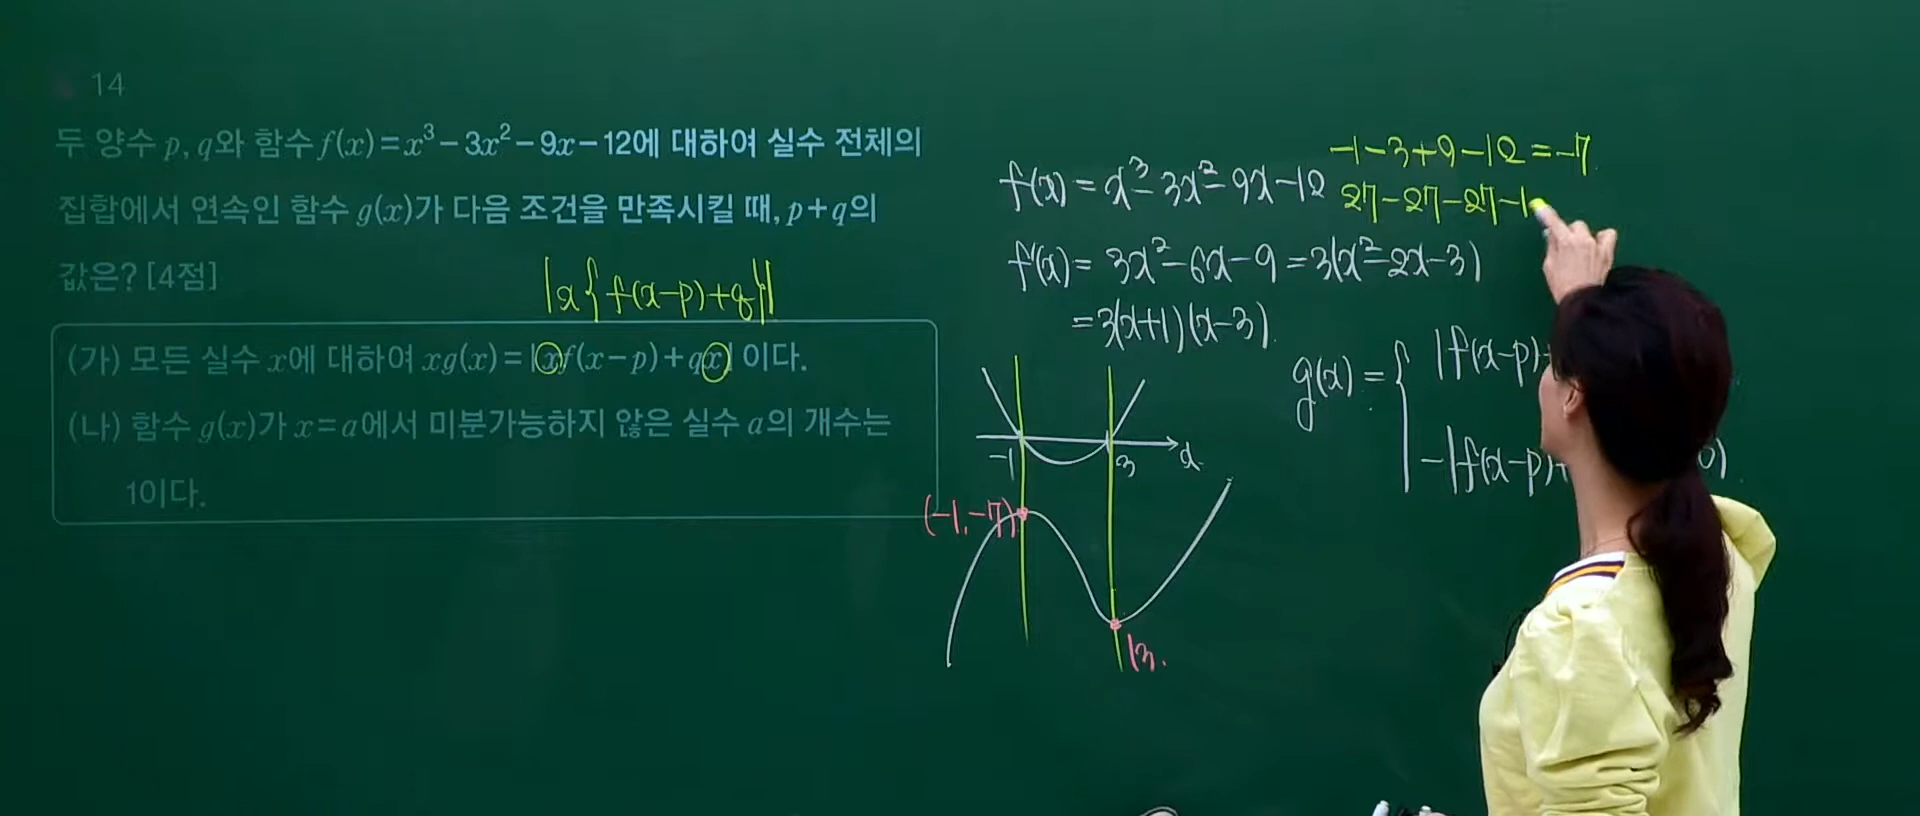 14
두 양수 p, q와 함수 f(x)=x³-3x²-9x-12에 대하여 실수 전체의
집합에서 연속인 함수 g(x)가 다음 조건을 만족시킬 때, p+q의
값은? [4점]
|x{f(x-p)+q}|
(가) 모든 실수 x에 대하여 xg(x)=|xf(x-p)+qx| 이다.
(나) 함수 g(x)가 x=a에서 미분가능하지 않은 실수 a의 개수는
1이다.
-1-3+9-12=-7
f(x)=x³-3x²-9x-12
27-27-27-1
f'(x)=3x²-6x-9=3(x²-2x-3)
=3(x+1)(x-3).
g(x)={ |f(x-p)+
-|f(x-p)+ 0)
-1 3 x
(-1,-7)
(3.